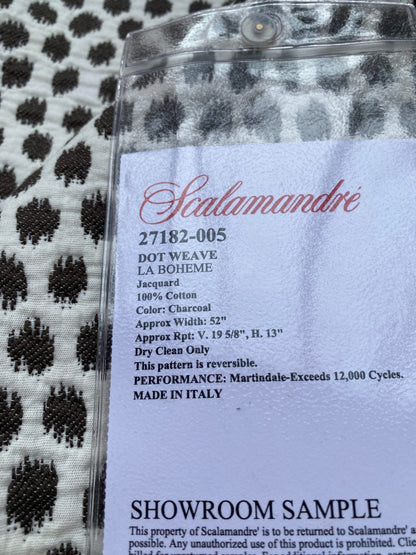 Scalamandré
27182-005
DOT WEAVE
LA BOHEME
Jacquard
100% Cotton
Color: Charcoal
Approx Width: 52"
Approx Rpt: V. 19 5/8", H. 13"
Dry Clean Only
This pattern is reversible.
PERFORMANCE: Martindale-Exceeds 12,000 Cycles.
MADE IN ITALY
SHOWROOM SAMPLE
This property of Scalamandre' is to be returned to Scalamandre'
possible. Any unauthorized use of this product is prohibited.